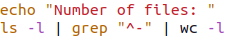 echo "Number of files: "
ls -l | grep "^-" | wc -l